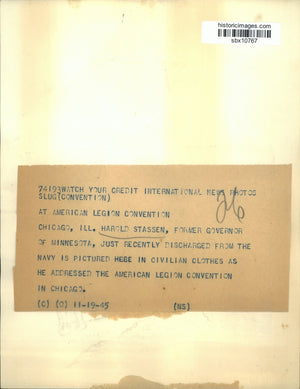 historicimages.com
sbx10767
74193WATCH YOUR CREDIT INTERNATIONAL NEWS PHOTOS
SLUG(CONVENTION)
26
AT AMERICAN LEGION CONVENTION
CHICAGO, ILL. HAROLD STASSEN, FORMER GOVERNOR
OF MINNESOTA, JUST RECENTLY DISCHARGED FROM THE
NAVY IS PICTURED HERE IN CIVILIAN CLOTHES AS
HE ADDRESSED THE AMERICAN LEGION CONVENTION
IN CHICAGO.
(C) (O) 11-19-45 (NS)